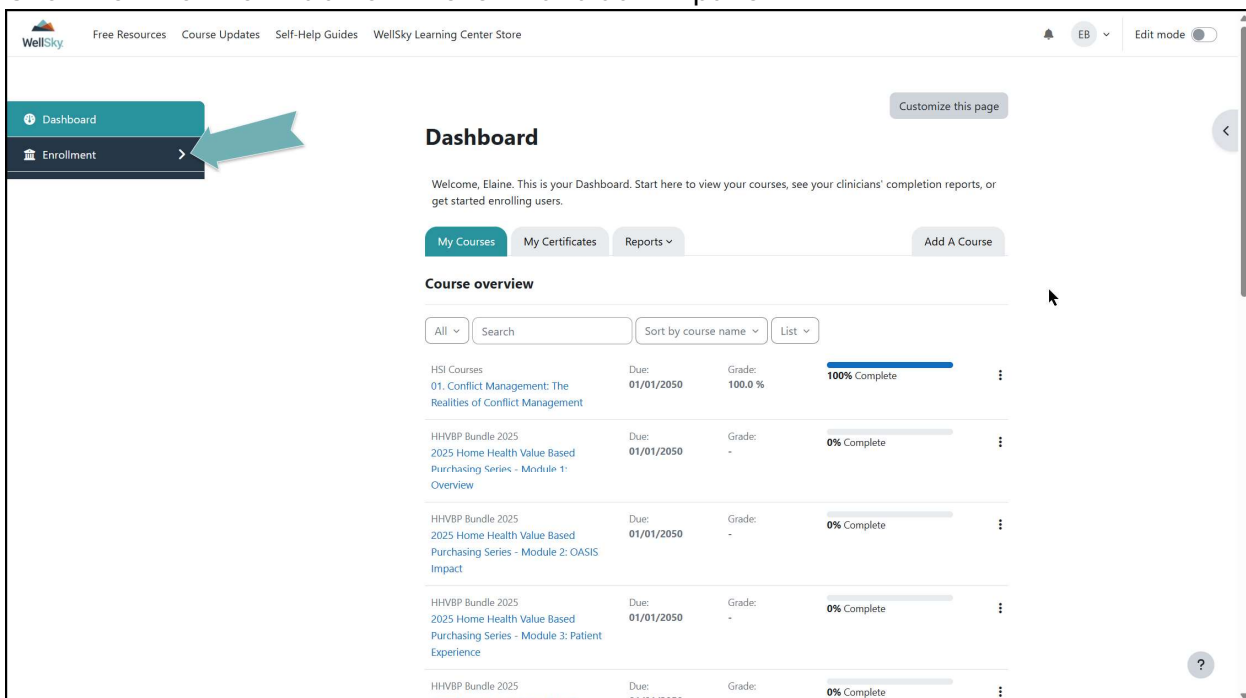 WellSky
Free Resources Course Updates Self-Help Guides WellSky Learning Center Store
EB
Edit mode
Dashboard
Enrollment
Customize this page
Dashboard
Welcome, Elaine. This is your Dashboard. Start here to view your courses, see your clinicians' completion reports, or
get started enrolling users.
My Courses My Certificates Reports Add A Course
Course overview
All Search Sort by course name List
HSI Courses Due: Grade:
01. Conflict Management: The 01/01/2050 100.0 % 100% Complete
Realities of Conflict Management
HHVBP Bundle 2025 Due: Grade:
2025 Home Health Value Based 01/01/2050 - 0% Complete
Purchasing Series - Module 1:
Overview
HHVBP Bundle 2025 Due: Grade:
2025 Home Health Value Based 01/01/2050 - 0% Complete
Purchasing Series - Module 2: OASIS
Impact
HHVBP Bundle 2025 Due: Grade:
2025 Home Health Value Based 01/01/2050 - 0% Complete
Purchasing Series - Module 3: Patient
Experience
HHVBP Bundle 2025 Due: Grade:
0% Complete
?